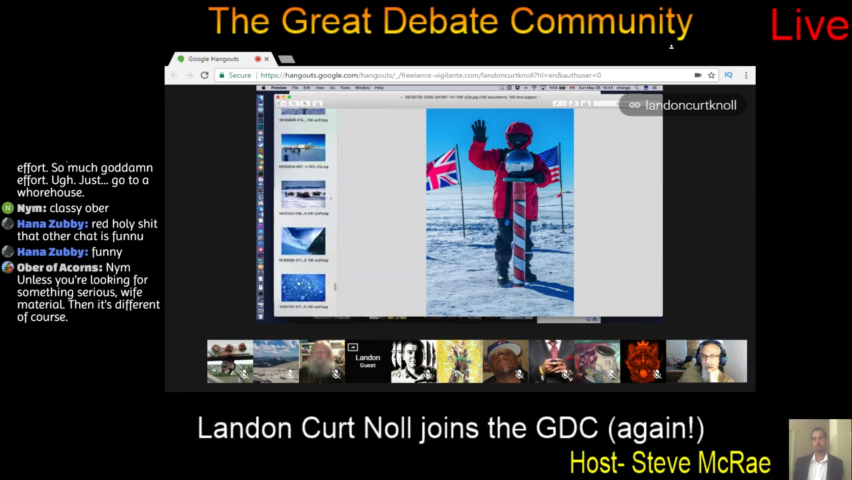 The Great Debate Community
Live
Google Hangouts
Secure
https://hangouts.google.com/hangouts/_/freelance-vigilante.com/landoncurtknoll?hl=en&authuser=0
landoncurtknoll
effort. So much goddamn
effort. Ugh. Just... go to a
whorehouse.
Nym: classy ober
Hana Zubby: red holy shit
that other chat is funnu
Hana Zubby: funny
Ober of Acorns: Nym
Unless you're looking for
something serious, wife
material. Then it's different
of course.
Landon
Guest
Landon Curt Noll joins the GDC (again!)
Host- Steve McRae